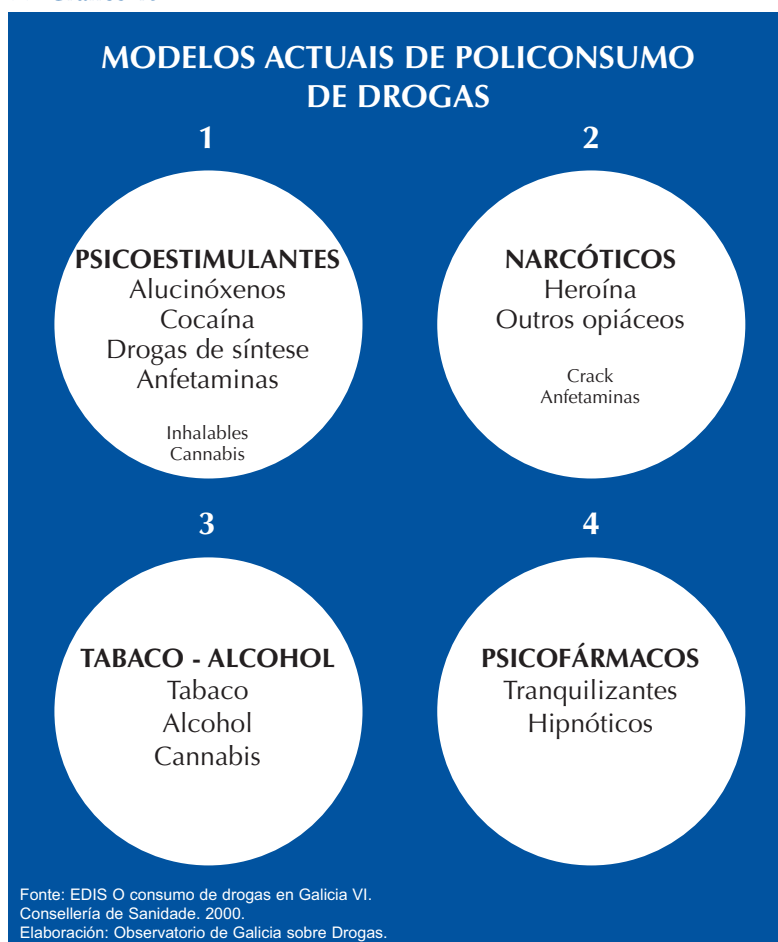 MODELOS ACTUAIS DE POLICONSUMO
DE DROGAS
1
PSICOESTIMULANTES
Alucinóxenos
Cocaína
Drogas de síntese
Anfetaminas
Inhalables
Cannabis
2
NARCÓTICOS
Heroína
Outros opiáceos
Crack
Anfetaminas
3
TABACO - ALCOHOL
Tabaco
Alcohol
Cannabis
4
PSICOFÁRMACOS
Tranquilizantes
Hipnóticos
Fonte: EDIS O consumo de drogas en Galicia VI.
Consellería de Sanidade. 2000.
Elaboración: Observatorio de Galicia sobre Drogas.